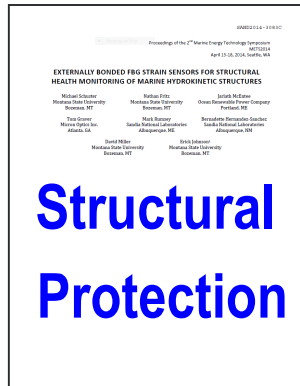 SAND2014-3083C
Proceedings of the 2nd Marine Energy Technology Symposium
METS2014
April 15-18, 2014, Seattle, WA
EXTERNALLY BONDED FBG STRAIN SENSORS FOR STRUCTURAL
HEALTH MONITORING OF MARINE HYDROKINETIC STRUCTURES
Michael Schuster
Montana State University
Bozeman, MT
Nathan Fritz
Montana State University
Bozeman, MT
Jarlath McEntee
Ocean Renewable Power Company
Portland, ME
Tom Graver
Micron Optics Inc.
Atlanta, GA
Mark Rumsey
Sandia National Laboratories
Albuquerque, NM
Bernadette Hernandez-Sanchez
Sandia National Laboratories
Albuquerque, NM
David Miller
Montana State University
Bozeman, MT
Erick Johnson
Montana State University
Bozeman, MT
Structural
Protection